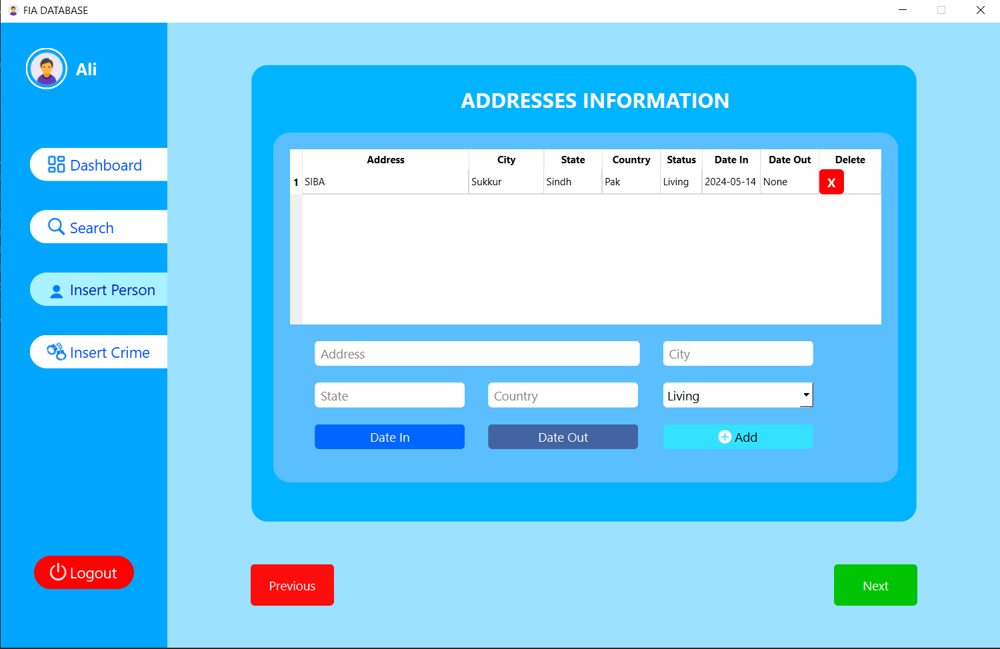 FIA DATABASE
Ali
Dashboard
Search
Insert Person
Insert Crime
Logout
ADDRESSES INFORMATION
Address City State Country Status Date In Date Out Delete
1 SIBA Sukkur Sindh Pak Living 2024-05-14 None X
Address City
State Country Living
Date In Date Out Add
Previous Next